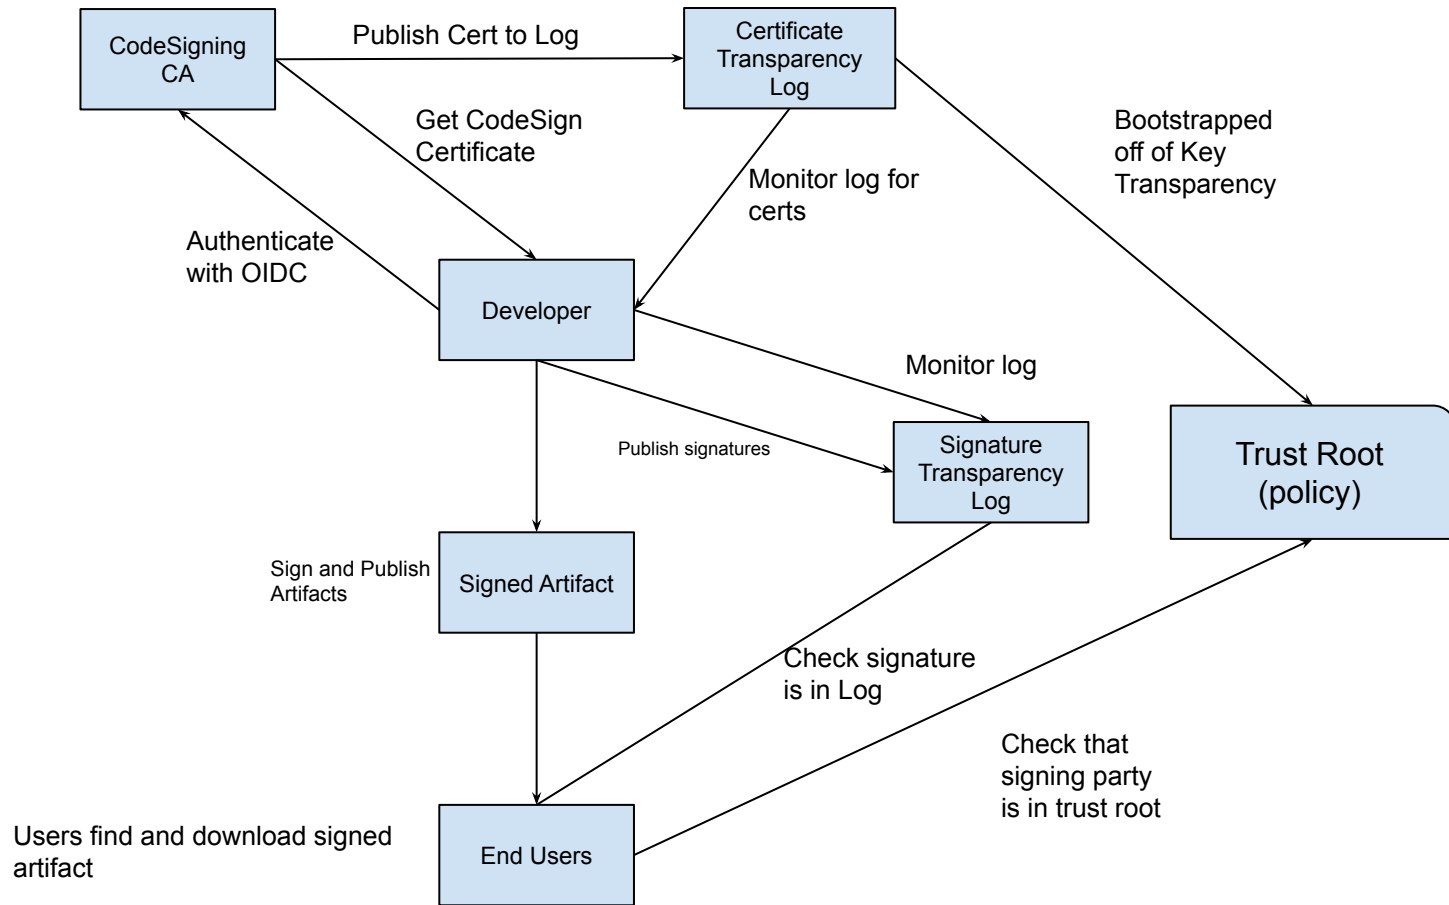 CodeSigning
CA
Publish Cert to Log
Certificate
Transparency
Log
Get CodeSign
Certificate
Bootstrapped
off of Key
Transparency
Monitor log for
certs
Authenticate
with OIDC
Developer
Monitor log
Publish signatures
Signature
Transparency
Log
Trust Root
(policy)
Sign and Publish
Artifacts
Signed Artifact
Check signature
is in Log
Check that
signing party
is in trust root
Users find and download signed
artifact
End Users